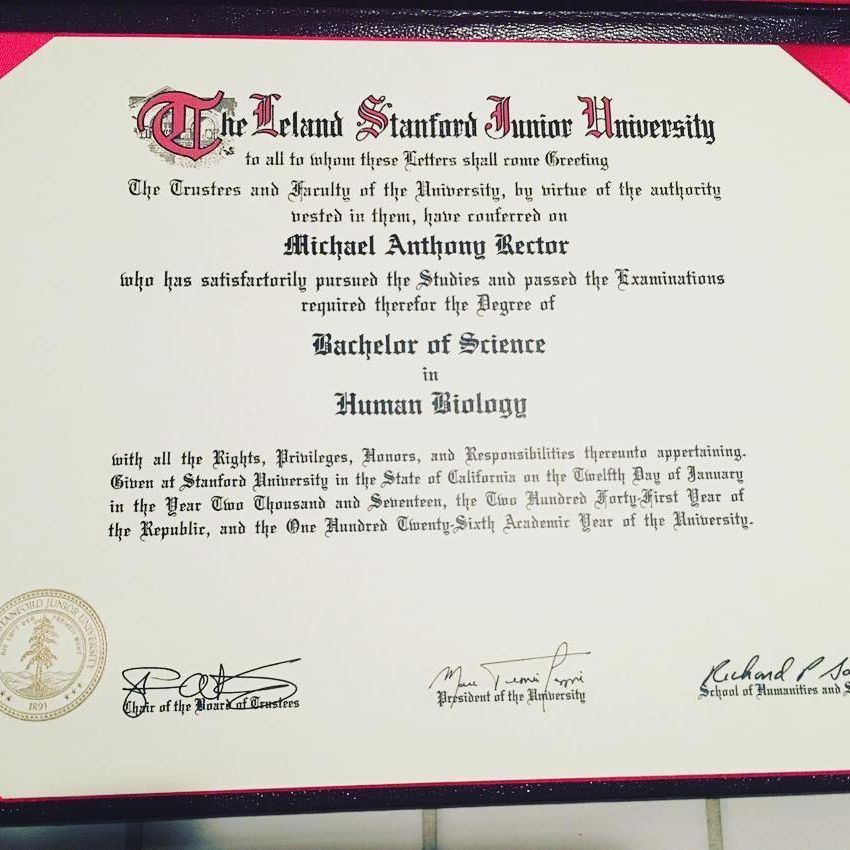 The Leland Stanford Junior University
to all to whom these Letters shall come Greeting
The Trustees and Faculty of the University, by virtue of the authority
vested in them, have conferred on
Michael Anthony Rector
who has satisfactorily pursued the Studies and passed the Examinations
required therefor the Degree of
Bachelor of Science
in
Human Biology
with all the Rights, Privileges, Honors, and Responsibilities thereunto appertaining.
Given at Stanford University in the State of California on the Twelfth Day of January
in the Year Two Thousand and Seventeen, the Two Hundred Forty-First Year of
the Republic, and the One Hundred Twenty-Sixth Academic Year of the University.
STANFORD JUNIOR UNIVERSITY
1891
Richard P
Chair of the Board of Trustees
President of the University
School of Humanities and S